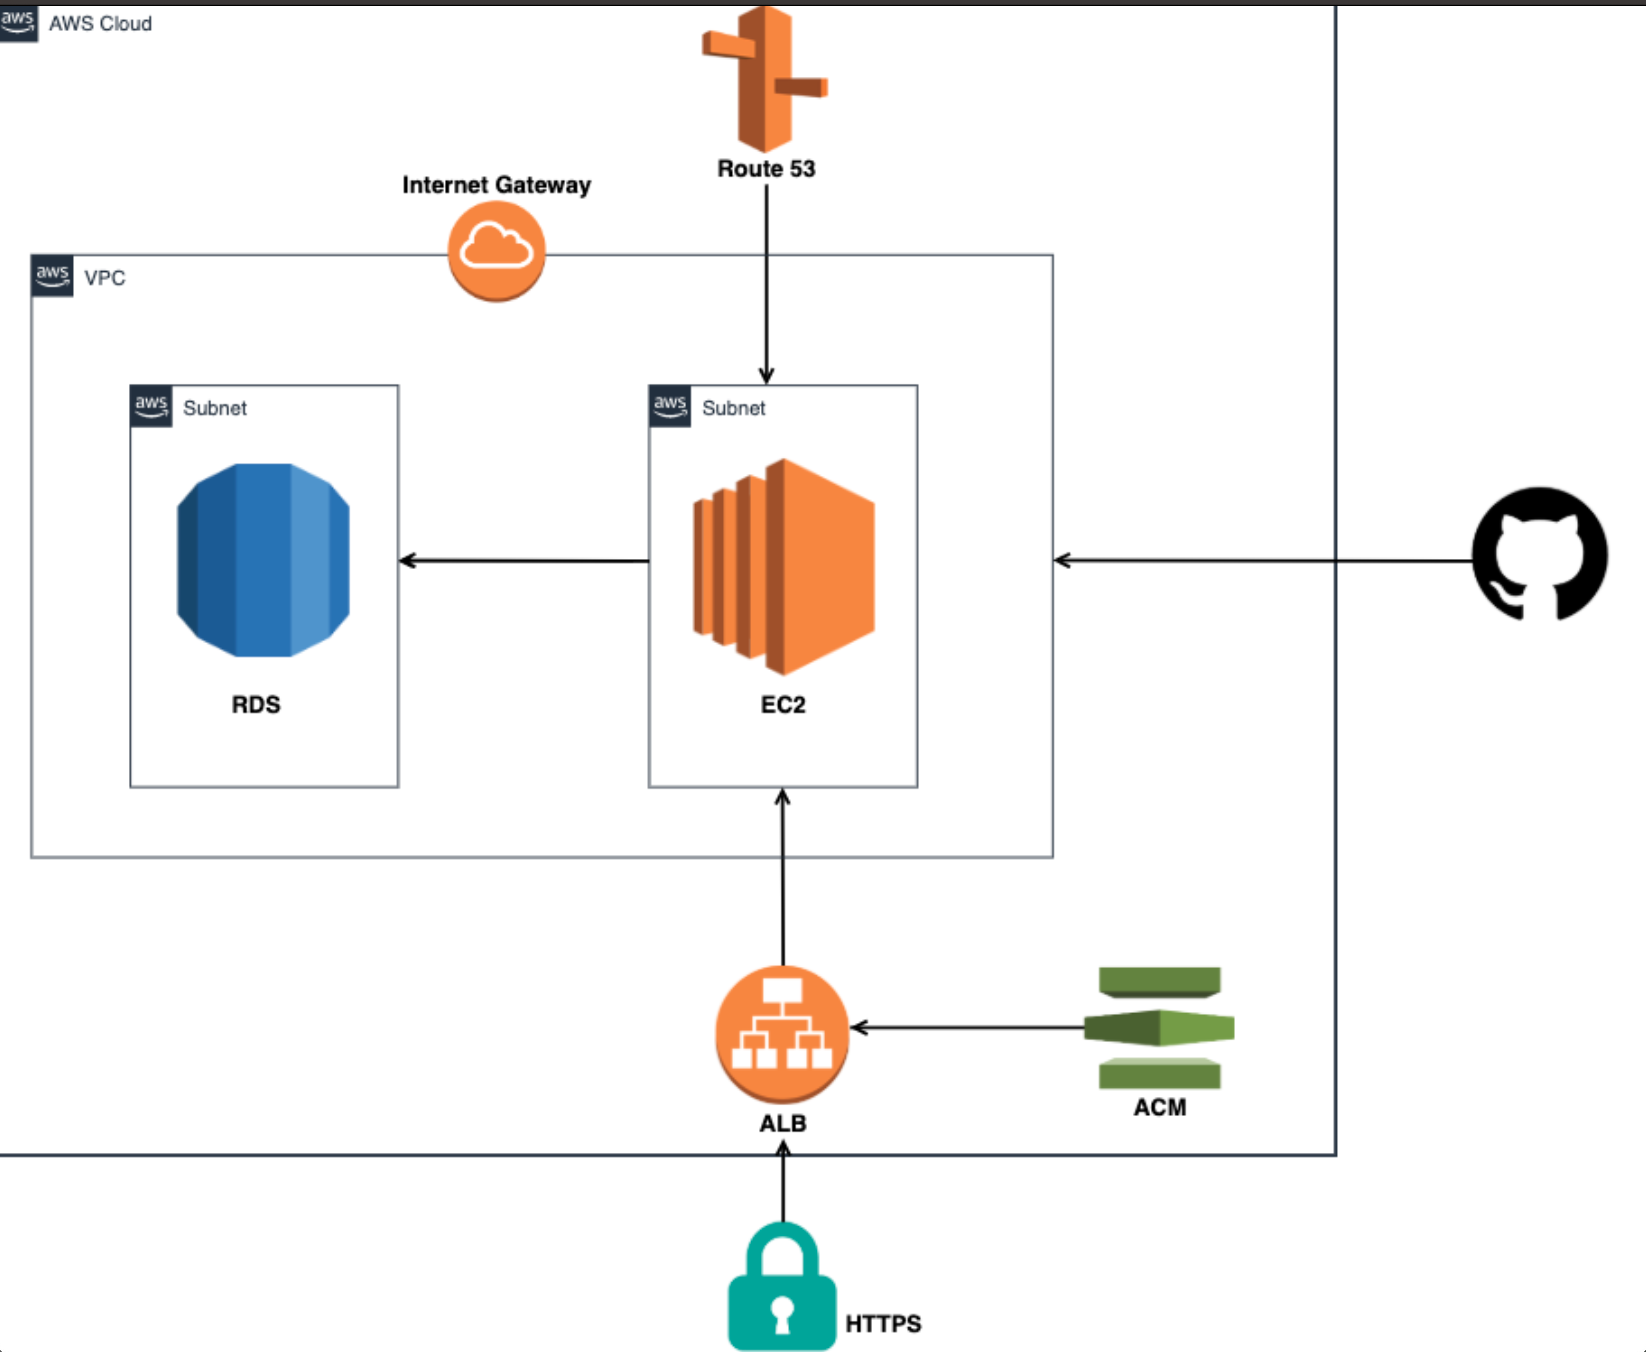 aws AWS Cloud
Route 53
Internet Gateway
aws VPC
aws Subnet
aws Subnet
RDS
EC2
ACM
ALB
HTTPS